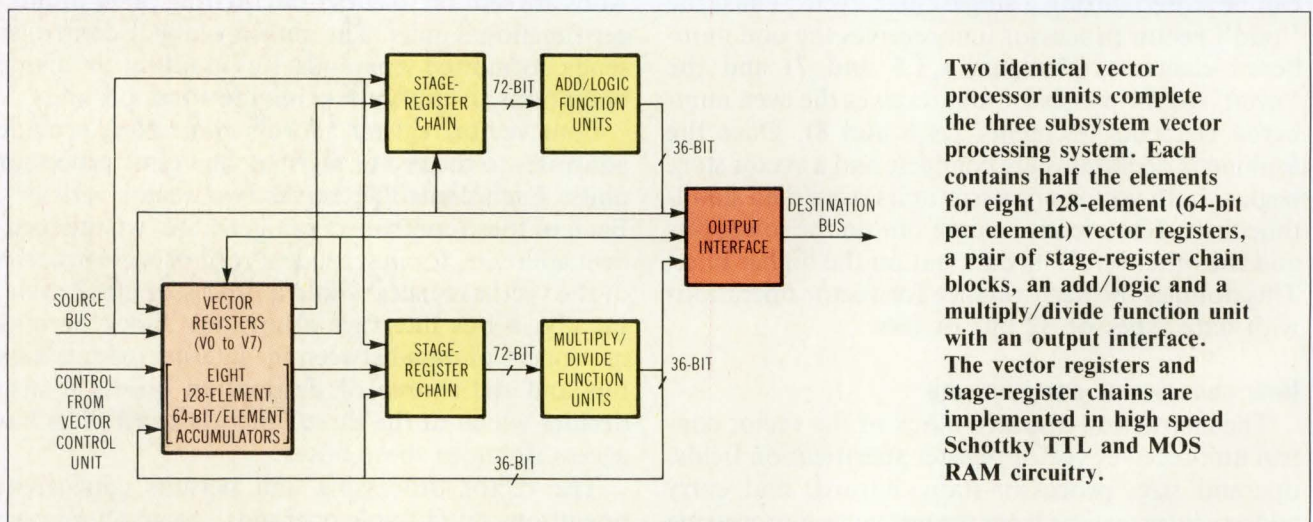 STAGE-
REGISTER
CHAIN
72-BIT
ADD/LOGIC
FUNCTION
UNITS
36-BIT
OUTPUT
INTERFACE
DESTINATION
BUS
SOURCE
BUS
CONTROL
FROM
VECTOR
CONTROL
UNIT
VECTOR
REGISTERS
(V0 to V7)
EIGHT
128-ELEMENT,
64-BIT/ELEMENT
ACCUMULATORS
STAGE-
REGISTER
CHAIN
72-BIT
MULTIPLY/
DIVIDE
FUNCTION
UNITS
36-BIT
36-BIT
Two identical vector
processor units complete
the three subsystem vector
processing system. Each
contains half the elements
for eight 128-element (64-bit
per element) vector registers,
a pair of stage-register chain
blocks, an add/logic and a
multiply/divide function unit
with an output interface.
The vector registers and
stage-register chains are
implemented in high speed
Schottky TTL and MOS
RAM circuitry.